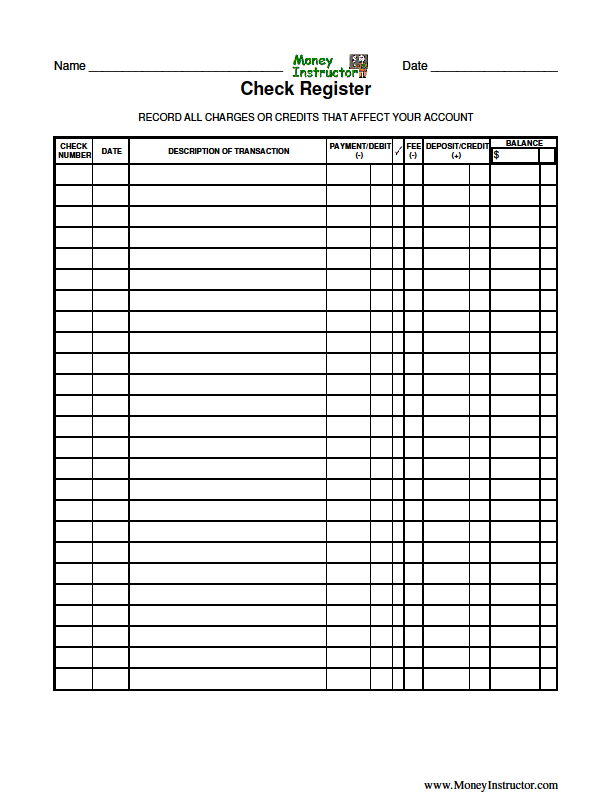 Name ______________________________ Money Instructor Date ____________________
Check Register
RECORD ALL CHARGES OR CREDITS THAT AFFECT YOUR ACCOUNT
CHECK NUMBER DATE DESCRIPTION OF TRANSACTION PAYMENT/DEBIT (-) ✓ FEE (-) DEPOSIT/CREDIT (+) BALANCE
$
www.MoneyInstructor.com